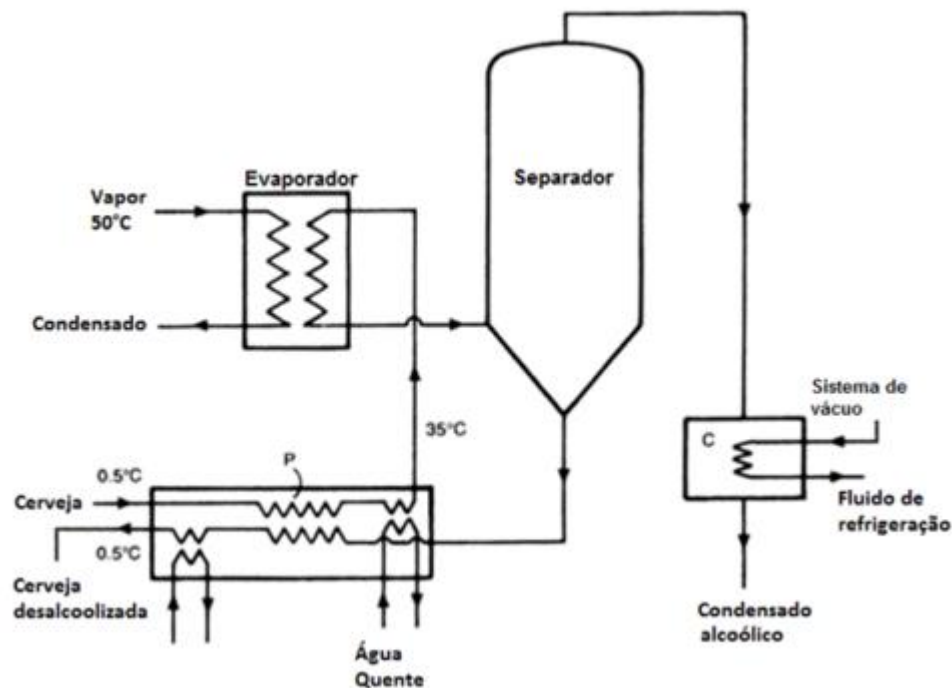 Evaporador
Separador
Vapor
50°C
Condensado
Sistema de
vácuo
C
35°C
P
0.5°C
Cerveja
Fluido de
refrigeração
0.5°C
Cerveja
desalcoolizada
Condensado
alcoólico
Água
Quente